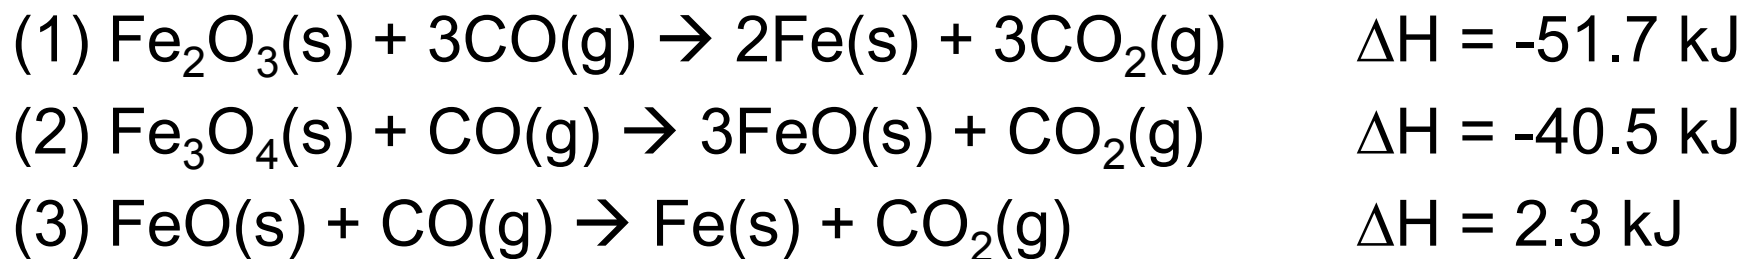 (1) Fe₂O₃(s) + 3CO(g) → 2Fe(s) + 3CO₂(g) ΔH = -51.7 kJ
(2) Fe₃O₄(s) + CO(g) → 3FeO(s) + CO₂(g) ΔH = -40.5 kJ
(3) FeO(s) + CO(g) → Fe(s) + CO₂(g) ΔH = 2.3 kJ